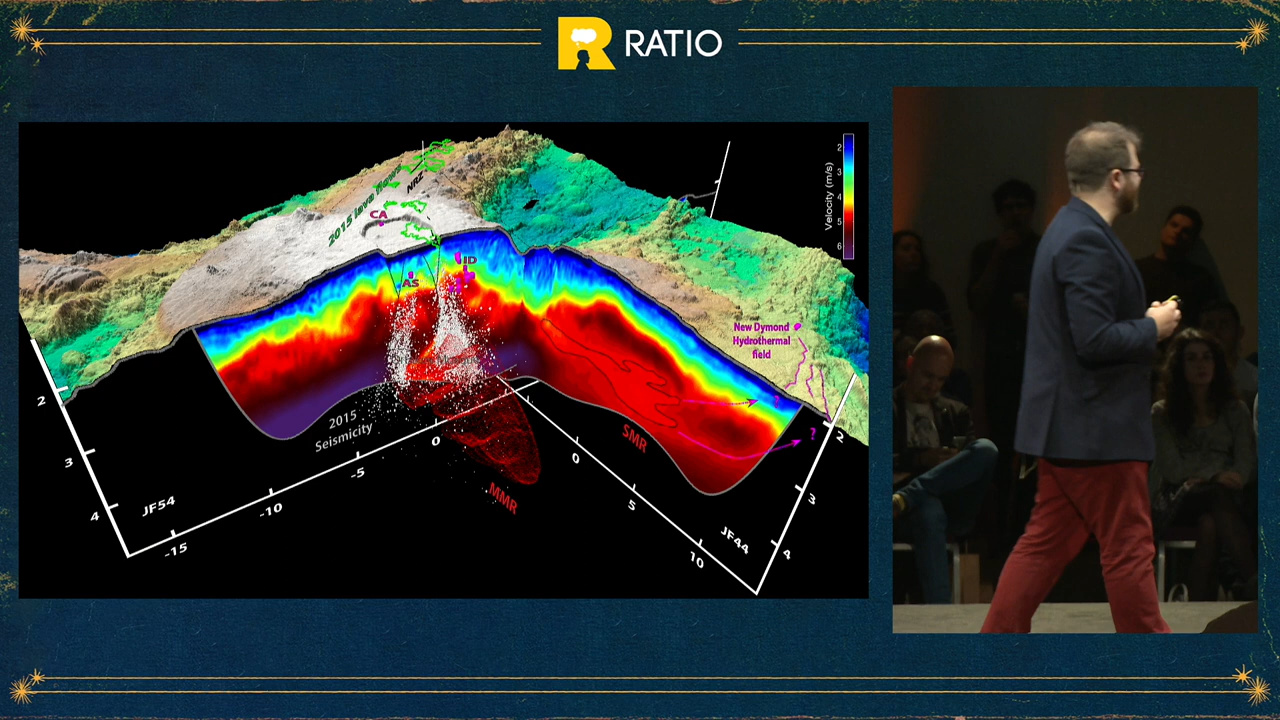 RATIO
2015 lava flows
NRZ
CA
ID
AS
Velocity (m/s)
2
3
4
5
6
New Dymond
Hydrothermal
field
?
?
SMR
MMR
2015
Seismicity
2
3
4
JF54
-15
-10
-5
0
0
5
10
JF44
2
3
4